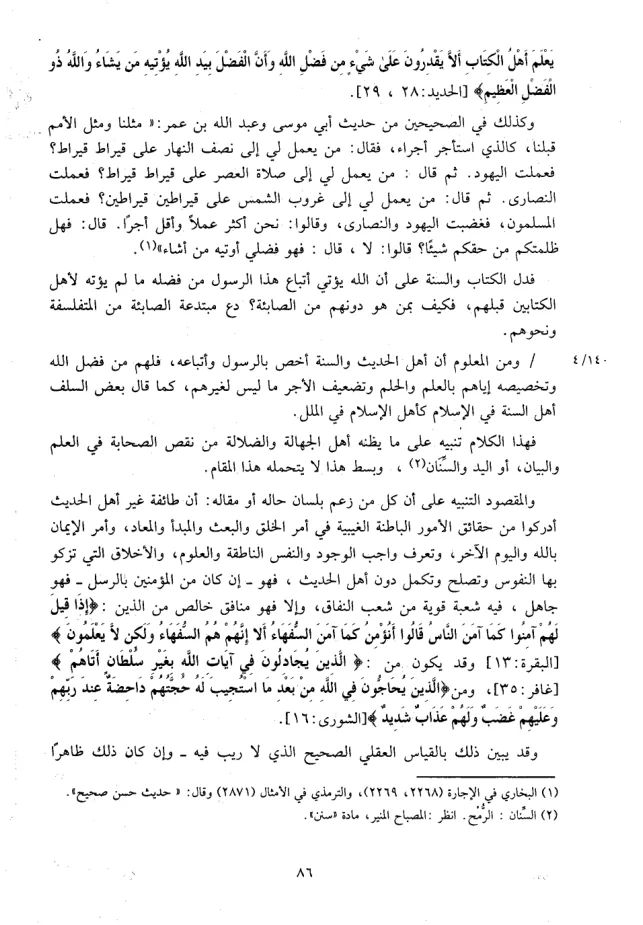 يَعْلَمَ أَهْلُ الْكِتَابِ أَلاَّ يَقْدِرُونَ عَلَىٰ شَيْءٍ مِن فَضْلِ اللَّهِ وَأَنَّ الْفَضْلَ بِيَدِ اللَّهِ يُؤْتِيهِ مَن يَشَاءُ وَاللَّهُ ذُو
الْفَضْلِ الْعَظِيمِ﴾ [الحديد: ٢٨ ، ٢٩].
وكذلك في الصحيحين من حديث أبي موسى وعبد الله بن عمر: « مثلنا ومثل الأمم
قبلنا، كالذي استأجر أجراء، فقال: من يعمل لي إلى نصف النهار على قيراط قيراط؟
فعملت اليهود. ثم قال : من يعمل لي إلى صلاة العصر على قيراط قيراط؟ فعملت
النصارى. ثم قال: من يعمل لي إلى غروب الشمس على قيراطين قيراطين؟ فعملت
المسلمون، فغضبت اليهود والنصارى، وقالوا: نحن أكثر عملاً وأقل أجرًا. قال: فهل
ظلمتكم من حقكم شيئًا؟ قالوا: لا ، قال : فهو فضلي أوتيه من أشاء»(١).
فدل الكتاب والسنة على أن الله يؤتي أتباع هذا الرسول من فضله ما لم يؤته لأهل
الكتابين قبلهم، فكيف بمن هو دونهم من الصابئة؟ دع مبتدعة الصابئة من المتفلسفة
ونحوهم.
٤/١٤٠ / ومن المعلوم أن أهل الحديث والسنة أخص بالرسول وأتباعه، فلهم من فضل الله
وتخصيصه إياهم بالعلم والحلم وتضعيف الأجر ما ليس لغيرهم، كما قال بعض السلف
أهل السنة في الإسلام كأهل الإسلام في الملل.
فهذا الكلام تنبيه على ما يظنه أهل الجهالة والضلالة من نقص الصحابة في العلم
والبيان، أو اليد والسِّنَان(٢) ، وبسط هذا لا يتحمله هذا المقام.
والمقصود التنبيه على أن كل من زعم بلسان حاله أو مقاله: أن طائفة غير أهل الحديث
أدركوا من حقائق الأمور الباطنة الغيبية في أمر الخلق والبعث والمبدأ والمعاد، وأمر الإيمان
بالله واليوم الآخر، وتعرف واجب الوجود والنفس الناطقة والعلوم، والأخلاق التي تزكو
بها النفوس وتصلح وتكمل دون أهل الحديث ، فهو ـ إن كان من المؤمنين بالرسل ـ فهو
جاهل ، فيه شعبة قوية من شعب النفاق، وإلا فهو منافق خالص من الذين : ﴿إِذَا قِيلَ
لَهُمْ آمِنُوا كَمَا آمَنَ النَّاسُ قَالُوا أَنُؤْمِنُ كَمَا آمَنَ السُّفَهَاءُ أَلا إِنَّهُمْ هُمُ السُّفَهَاءُ وَلَكِن لاَّ يَعْلَمُونَ ﴾
[البقرة: ١٣] وقد يكون من :﴿ الَّذِينَ يُجَادِلُونَ فِي آيَاتِ اللَّهِ بِغَيْرِ سُلْطَانٍ أَتَاهُمْ ﴾
[غافر: ٣٥]، ومن﴿الَّذِينَ يُحَاجُّونَ فِي اللَّهِ مِنْ بَعْدِ مَا اسْتُجِيبَ لَهُ حُجَّتُهُمْ دَاحِضَةٌ عِندَ رَبِّهِمْ
وَعَلَيْهِمْ غَضَبٌ وَلَهُمْ عَذَابٌ شَدِيدٌ ﴾[الشورى: ١٦].
وقد يبين ذلك بالقياس العقلي الصحيح الذي لا ريب فيه ـ وإن كان ذلك ظاهرًا
(١) البخاري في الإجارة (٢٢٦٨، ٢٢٦٩)، والترمذي في الأمثال (٢٨٧١) وقال: « حديث حسن صحيح».
(٢) السِّنان : الرُّمْح. انظر :المصباح المنير، مادة «سنن».
٨٦